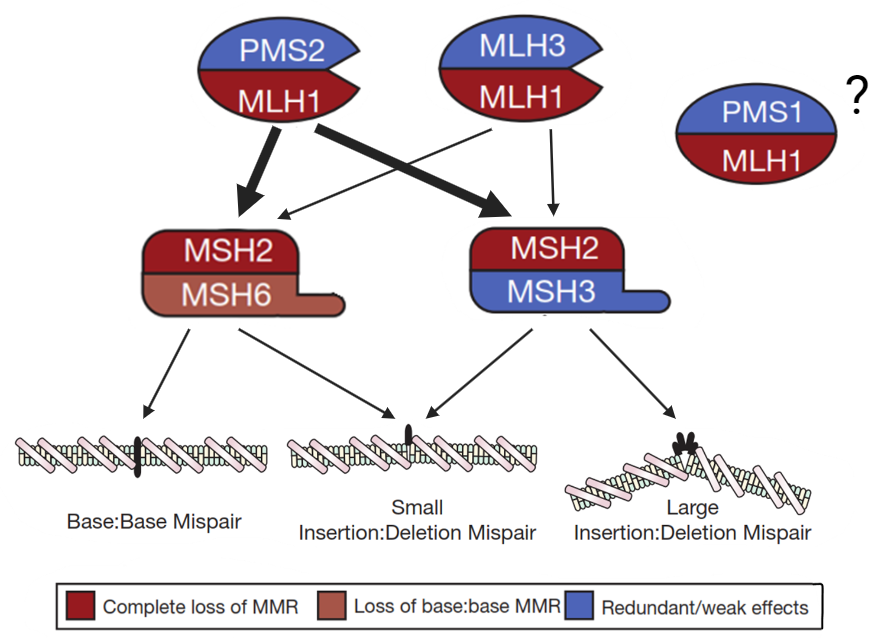 PMS2
MLH1
MLH3
MLH1
PMS1
MLH1
?
MSH2
MSH6
MSH2
MSH3
Base:Base Mispair
Small
Insertion:Deletion Mispair
Large
Insertion:Deletion Mispair
Complete loss of MMR
Loss of base:base MMR
Redundant/weak effects